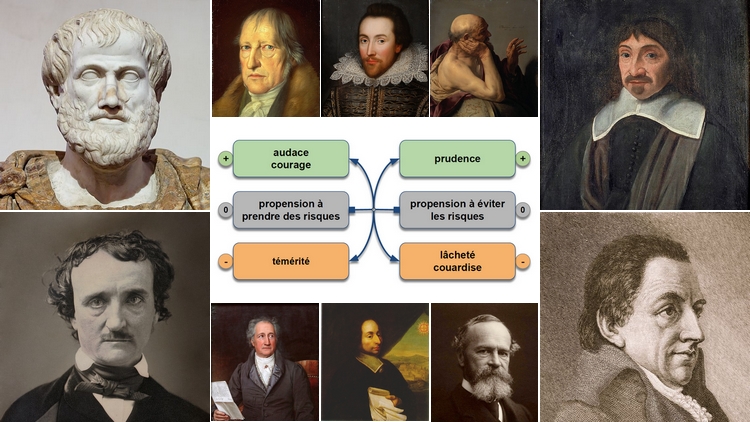 +
audace
courage
prudence
+
0
propension à
prendre des risques
propension à éviter
les risques
0
-
témérité
lâcheté
couardise
-